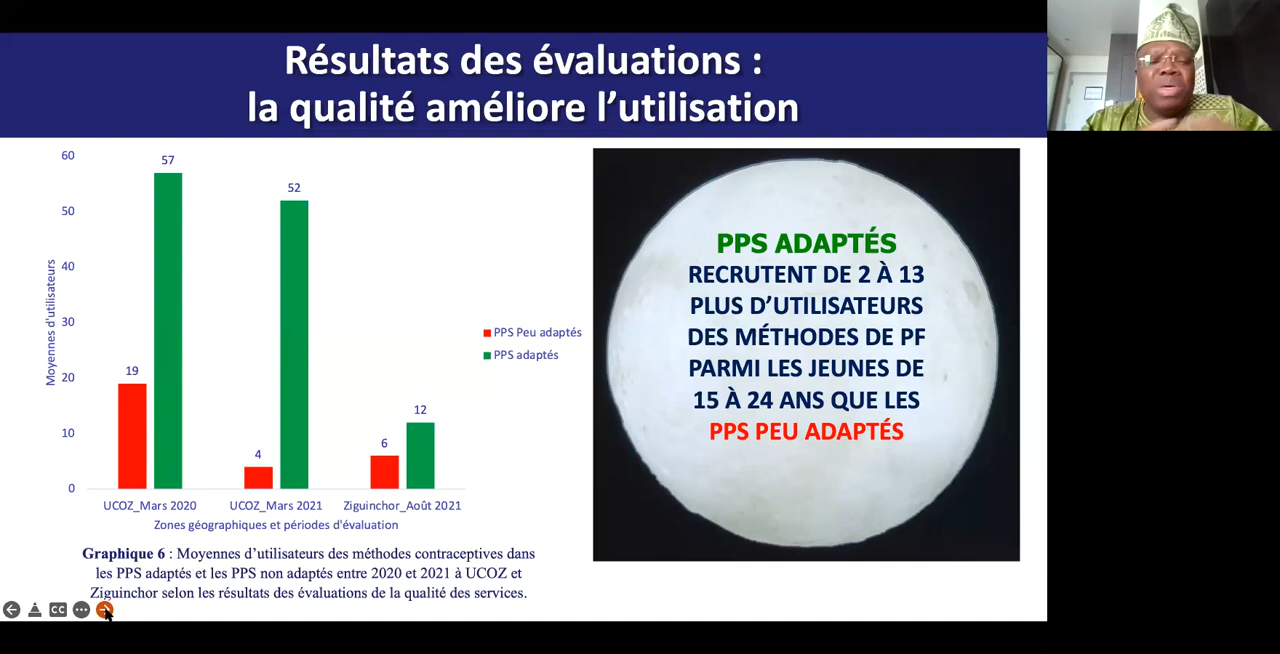 Résultats des évaluations :
la qualité améliore l’utilisation
60
50
40
30
20
10
0
Moyennes d'utilisateurs
57
52
19
4
6
12
PPS Peu adaptés
PPS adaptés
UCOZ_Mars 2020
UCOZ_Mars 2021
Ziguinchor_Août 2021
Zones géographiques et périodes d'évaluation
Graphique 6 : Moyennes d’utilisateurs des méthodes contraceptives dans
les PPS adaptés et les PPS non adaptés entre 2020 et 2021 à UCOZ et
Ziguinchor selon les résultats des évaluations de la qualité des services.
PPS ADAPTÉS
RECRUTENT DE 2 À 13
PLUS D’UTILISATEURS
DES MÉTHODES DE PF
PARMI LES JEUNES DE
15 À 24 ANS QUE LES
PPS PEU ADAPTÉS
CC